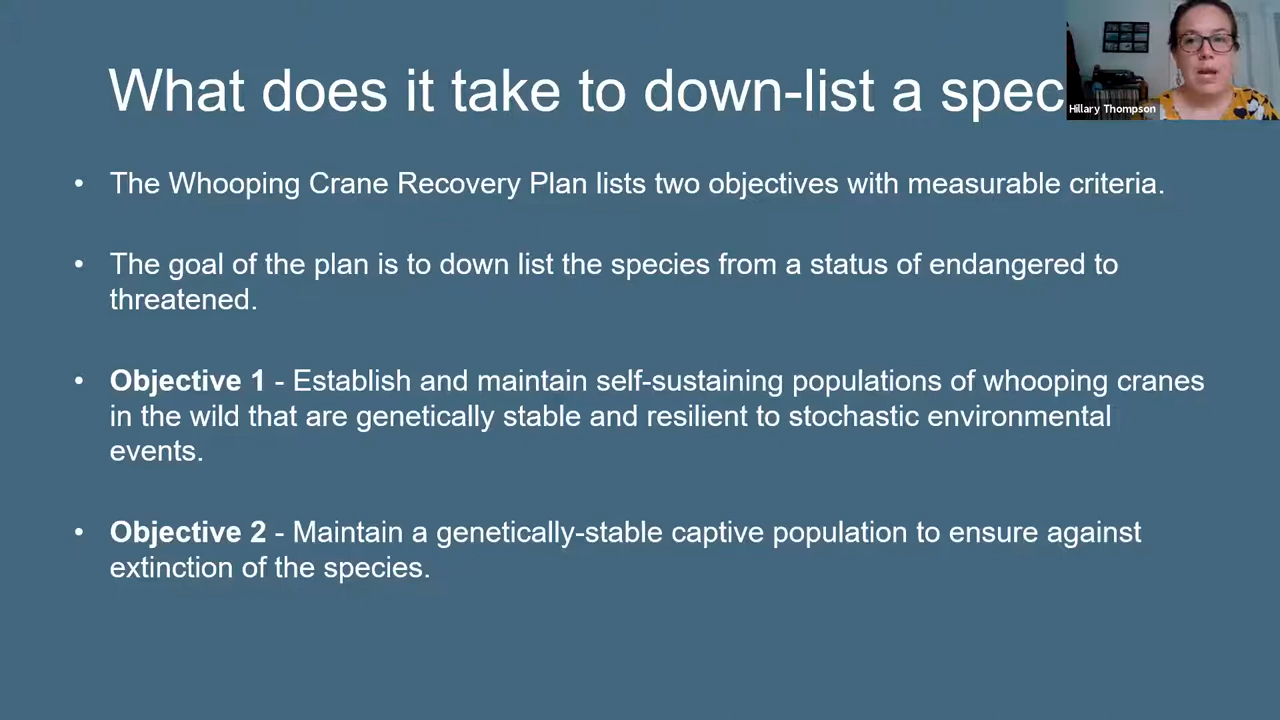 What does it take to down-list a spec
Hillary Thompson
• The Whooping Crane Recovery Plan lists two objectives with measurable criteria.
• The goal of the plan is to down list the species from a status of endangered to
threatened.
• Objective 1 - Establish and maintain self-sustaining populations of whooping cranes
in the wild that are genetically stable and resilient to stochastic environmental
events.
• Objective 2 - Maintain a genetically-stable captive population to ensure against
extinction of the species.